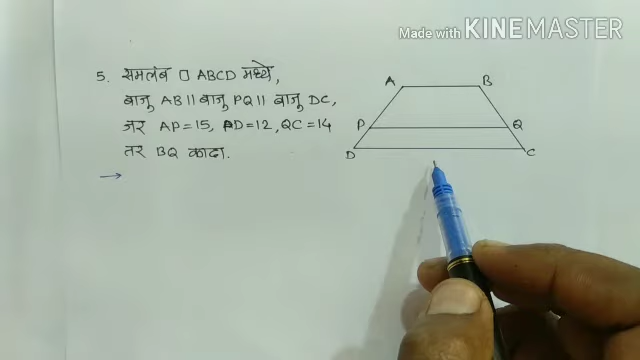 Made with KINEMASTER
5. समलंब □ ABCD मध्ये,
बाजू AB || बाजू PQ || बाजू DC,
जर AP = 15, PD = 12, QC = 14
तर BQ काढा.
→
A B
P Q
D C